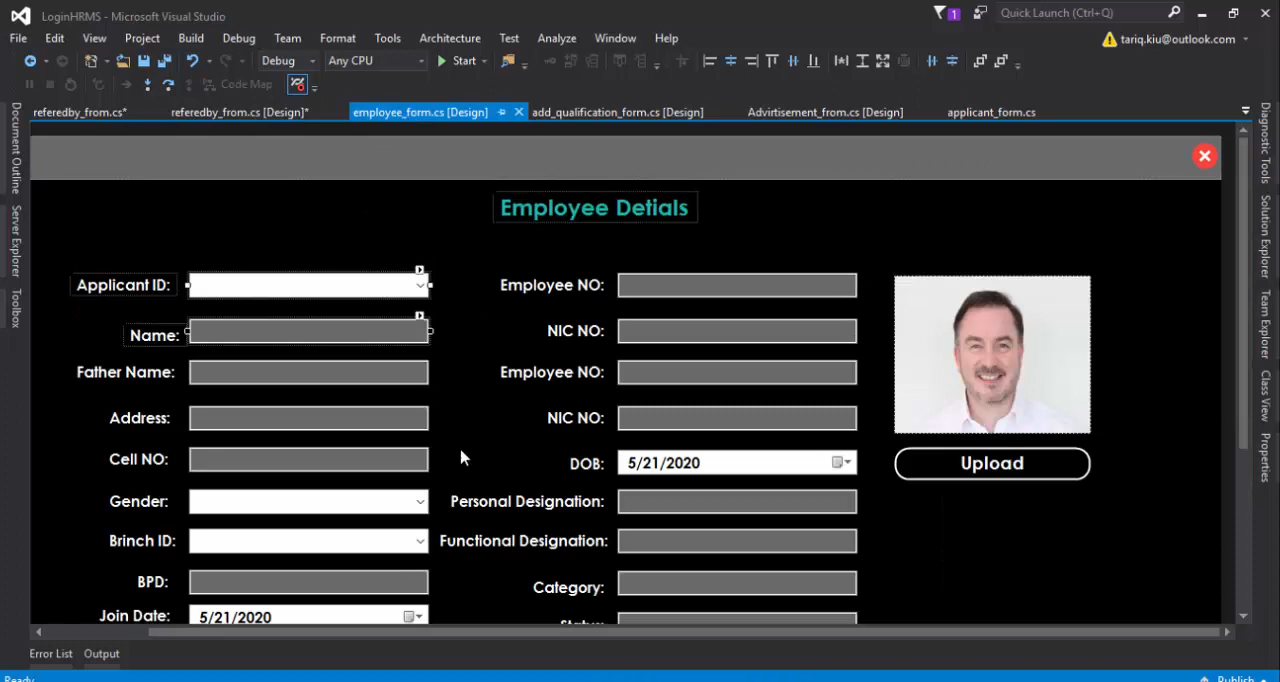 LoginHRMS - Microsoft Visual Studio
1
Quick Launch (Ctrl+Q)
File Edit View Project Build Debug Team Format Tools Architecture Test Analyze Window Help
tariq.kiu@outlook.com
Debug Any CPU Start
Code Map
referedby_from.cs* referedby_from.cs [Design]* employee_form.cs [Design] add_qualification_form.cs [Design] Advirtisement_from.cs [Design] applicant_form.cs
Document Outline
Server Explorer
Toolbox
Diagnostic Tools
Solution Explorer
Team Explorer
Class View
Properties
Employee Detials
Applicant ID: Employee NO:
Name: NIC NO:
Father Name: Employee NO:
Address: NIC NO:
Cell NO: DOB: 5/21/2020 Upload
Gender: Personal Designation:
Brinch ID: Functional Designation:
BPD: Category:
Join Date: 5/21/2020
Error List Output
Ready Publish